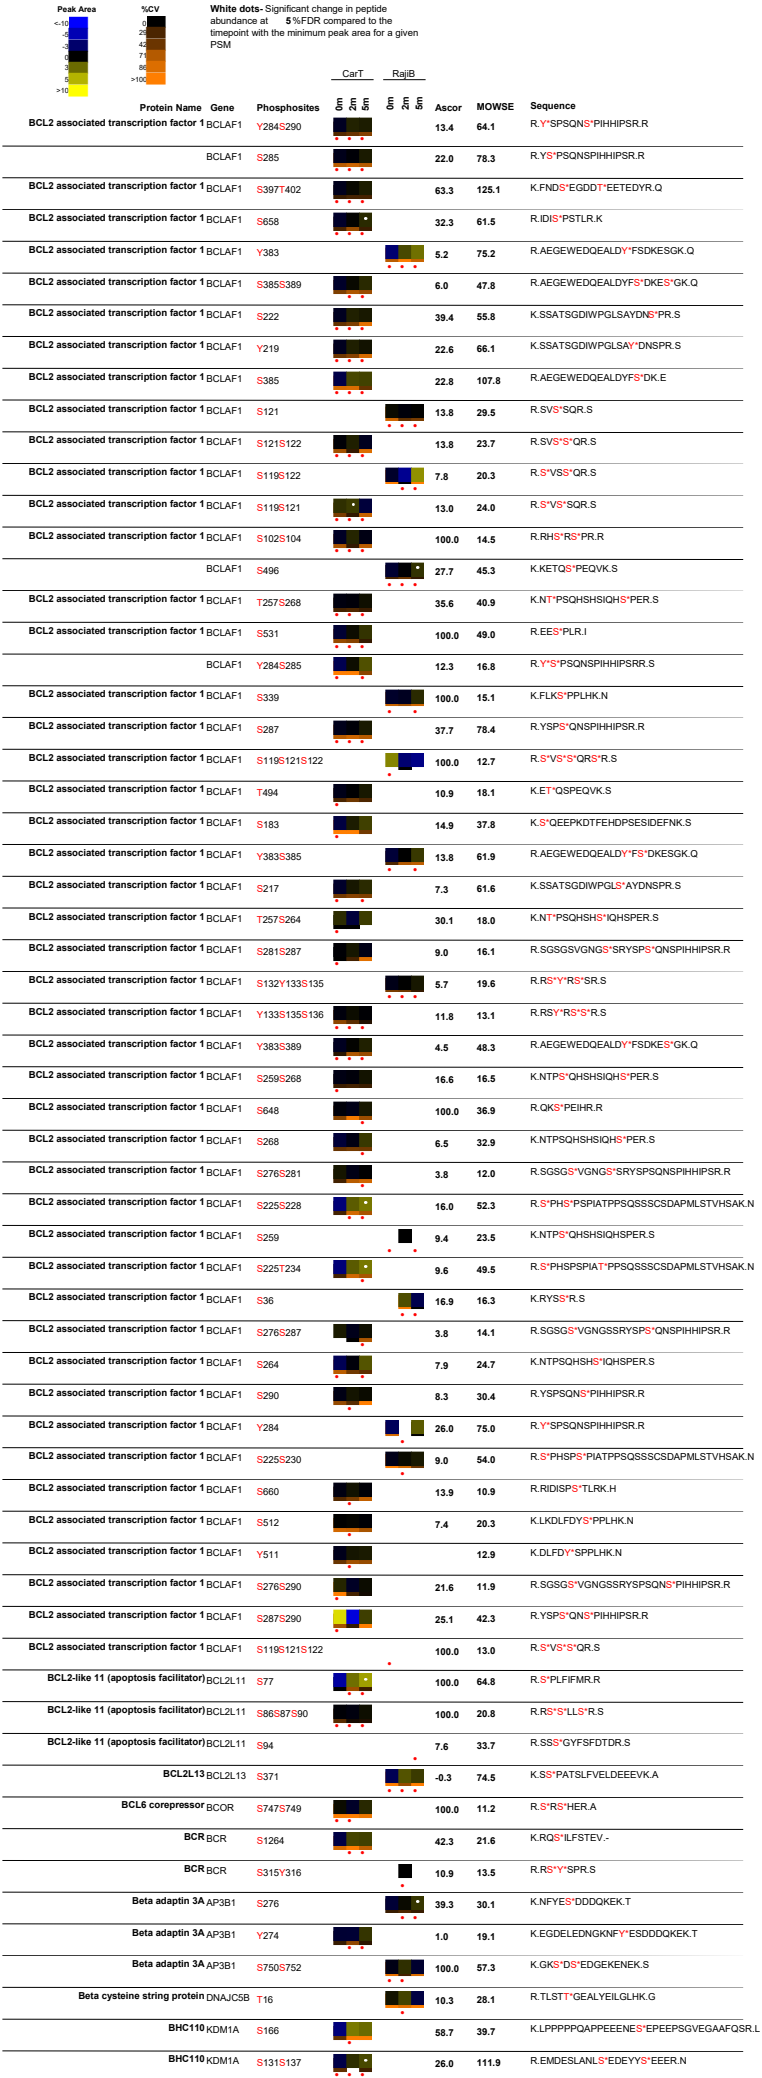 Peak Area %CV White dots- Significant change in peptide
abundance at 5 %FDR compared to the
timepoint with the minimum peak area for a given
PSM
<-10 0
-5 29
-3 42
0 71
3 86
5 >100
>10
CarT RajiB
Protein Name Gene Phosphosites 0m 2m 5m 0m 2m 5m Ascor MOWSE Sequence
BCL2 associated transcription factor 1 BCLAF1 Y284S290 13.4 64.1 R.Y*SPSQNS*PIHHIPSR.R
BCLAF1 S285 22.0 78.3 R.YS*PSQNSPIHHIPSR.R
BCL2 associated transcription factor 1 BCLAF1 S397T402 63.3 125.1 K.FNDS*EGDDT*EETEDYR.Q
BCL2 associated transcription factor 1 BCLAF1 S658 32.3 61.5 R.IDIS*PSTLR.K
BCL2 associated transcription factor 1 BCLAF1 Y383 5.2 75.2 R.AEGEWEDQEALDY*FSDKESGK.Q
BCL2 associated transcription factor 1 BCLAF1 S385S389 6.0 47.8 R.AEGEWEDQEALDYFS*DKES*GK.Q
BCL2 associated transcription factor 1 BCLAF1 S222 39.4 55.8 K.SSATSGDIWPGLSAYDNS*PR.S
BCL2 associated transcription factor 1 BCLAF1 Y219 22.6 66.1 K.SSATSGDIWPGLSAY*DNSPR.S
BCL2 associated transcription factor 1 BCLAF1 S385 22.8 107.8 R.AEGEWEDQEALDYFS*DK.E
BCL2 associated transcription factor 1 BCLAF1 S121 13.8 29.5 R.SVS*SQR.S
BCL2 associated transcription factor 1 BCLAF1 S121S122 13.8 23.7 R.SVS*S*QR.S
BCL2 associated transcription factor 1 BCLAF1 S119S122 7.8 20.3 R.S*VSS*QR.S
BCL2 associated transcription factor 1 BCLAF1 S119S121 13.0 24.0 R.S*VS*SQR.S
BCL2 associated transcription factor 1 BCLAF1 S102S104 100.0 14.5 R.RHS*RS*PR.R
BCLAF1 S496 27.7 45.3 K.KETQS*PEQVK.S
BCL2 associated transcription factor 1 BCLAF1 T257S268 35.6 40.9 K.NT*PSQHSHSIQHS*PER.S
BCL2 associated transcription factor 1 BCLAF1 S531 100.0 49.0 R.EES*PLR.I
BCLAF1 Y284S285 12.3 16.8 R.Y*S*PSQNSPIHHIPSRR.S
BCL2 associated transcription factor 1 BCLAF1 S339 100.0 15.1 K.FLKS*PPLHK.N
BCL2 associated transcription factor 1 BCLAF1 S287 37.7 78.4 R.YSPS*QNSPIHHIPSR.R
BCL2 associated transcription factor 1 BCLAF1 S119S121S122 100.0 12.7 R.S*VS*S*QRS*R.S
BCL2 associated transcription factor 1 BCLAF1 T494 10.9 18.1 K.ET*QSPEQVK.S
BCL2 associated transcription factor 1 BCLAF1 S183 14.9 37.8 K.S*QEEPKDTFEHDPSESIDEFNK.S
BCL2 associated transcription factor 1 BCLAF1 Y383S385 13.8 61.9 R.AEGEWEDQEALDY*FS*DKESGK.Q
BCL2 associated transcription factor 1 BCLAF1 S217 7.3 61.6 K.SSATSGDIWPGLS*AYDNSPR.S
BCL2 associated transcription factor 1 BCLAF1 T257S264 30.1 18.0 K.NT*PSQHSHS*IQHSPER.S
BCL2 associated transcription factor 1 BCLAF1 S281S287 9.0 16.1 R.SGSGSVGNGS*SRYSPS*QNSPIHHIPSR.R
BCL2 associated transcription factor 1 BCLAF1 S132Y133S135 5.7 19.6 R.RS*Y*RS*SR.S
BCL2 associated transcription factor 1 BCLAF1 Y133S135S136 11.8 13.1 R.RSY*RS*S*R.S
BCL2 associated transcription factor 1 BCLAF1 Y383S389 4.5 48.3 R.AEGEWEDQEALDY*FSDKES*GK.Q
BCL2 associated transcription factor 1 BCLAF1 S259S268 16.6 16.5 K.NTPS*QHSHSIQHS*PER.S
BCL2 associated transcription factor 1 BCLAF1 S648 100.0 36.9 R.QKS*PEIHR.R
BCL2 associated transcription factor 1 BCLAF1 S268 6.5 32.9 K.NTPSQHSHSIQHS*PER.S
BCL2 associated transcription factor 1 BCLAF1 S276S281 3.8 12.0 R.SGSGS*VGNGS*SRYSPSQNSPIHHIPSR.R
BCL2 associated transcription factor 1 BCLAF1 S225S228 16.0 52.3 R.S*PHS*PSPIATPPSQSSSCSDAPMLSTVHSAK.N
BCL2 associated transcription factor 1 BCLAF1 S259 9.4 23.5 K.NTPS*QHSHSIQHSPER.S
BCL2 associated transcription factor 1 BCLAF1 S225T234 9.6 49.5 R.S*PHSPSPIAT*PPSQSSSCSDAPMLSTVHSAK.N
BCL2 associated transcription factor 1 BCLAF1 S36 16.9 16.3 K.RYSS*R.S
BCL2 associated transcription factor 1 BCLAF1 S276S287 3.8 14.1 R.SGSGS*VGNGSSRYSPS*QNSPIHHIPSR.R
BCL2 associated transcription factor 1 BCLAF1 S264 7.9 24.7 K.NTPSQHSHS*IQHSPER.S
BCL2 associated transcription factor 1 BCLAF1 S290 8.3 30.4 R.YSPSQNS*PIHHIPSR.R
BCL2 associated transcription factor 1 BCLAF1 Y284 26.0 75.0 R.Y*SPSQNSPIHHIPSR.R
BCL2 associated transcription factor 1 BCLAF1 S225S230 9.0 54.0 R.S*PHSPS*PIATPPSQSSSCSDAPMLSTVHSAK.N
BCL2 associated transcription factor 1 BCLAF1 S660 13.9 10.9 R.RIDISPS*TLRK.H
BCL2 associated transcription factor 1 BCLAF1 S512 7.4 20.3 K.LKDLFDYS*PPLHK.N
BCL2 associated transcription factor 1 BCLAF1 Y511 12.9 K.DLFDY*SPPLHK.N
BCL2 associated transcription factor 1 BCLAF1 S276S290 21.6 11.9 R.SGSGS*VGNGSSRYSPSQNS*PIHHIPSR.R
BCL2 associated transcription factor 1 BCLAF1 S287S290 25.1 42.3 R.YSPS*QNS*PIHHIPSR.R
BCL2 associated transcription factor 1 BCLAF1 S119S121S122 100.0 13.0 R.S*VS*S*QR.S
BCL2-like 11 (apoptosis facilitator) BCL2L11 S77 100.0 64.8 R.S*PLFIFMR.R
BCL2-like 11 (apoptosis facilitator) BCL2L11 S86S87S90 100.0 20.8 R.RS*S*LLS*R.S
BCL2-like 11 (apoptosis facilitator) BCL2L11 S94 7.6 33.7 R.SSS*GYFSFDTDR.S
BCL2L13 BCL2L13 S371 -0.3 74.5 K.SS*PATSLFVELDEEEVK.A
BCL6 corepressor BCOR S747S749 100.0 11.2 R.S*RS*HER.A
BCR BCR S1264 42.3 21.6 K.RQS*ILFSTEV.-
BCR BCR S315Y316 10.9 13.5 R.RS*Y*SPR.S
Beta adaptin 3A AP3B1 S276 39.3 30.1 K.NFYES*DDDQKEK.T
Beta adaptin 3A AP3B1 Y274 1.0 19.1 K.EGDELEDNGKNFY*ESDDDQKEK.T
Beta adaptin 3A AP3B1 S750S752 100.0 57.3 K.GKS*DS*EDGEKENEK.S
Beta cysteine string protein DNAJC5B T16 10.3 28.1 R.TLSTT*GEALYEILGLHK.G
BHC110 KDM1A S166 58.7 39.7 K.LPPPPPQAPPEEENES*EPEEPSGVEGAAFQSR.L
BHC110 KDM1A S131S137 26.0 111.9 R.EMDESLANLS*EDEYYS*EEER.N